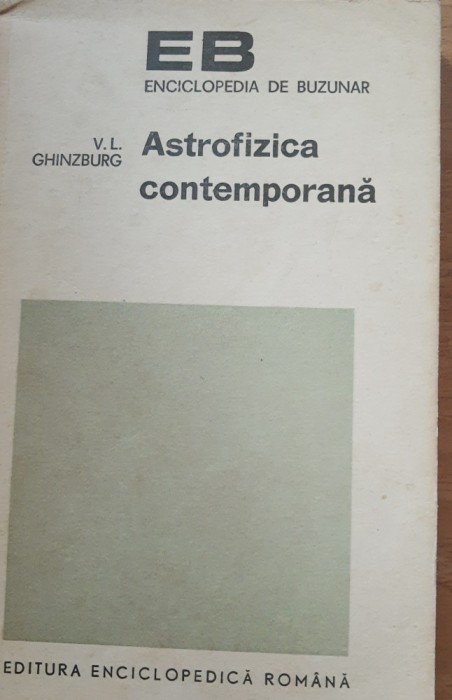 EB
ENCICLOPEDIA DE BUZUNAR
V. L.
GHINZBURG
Astrofizica
contemporană
EDITURA ENCICLOPEDICĂ ROMÂNĂ